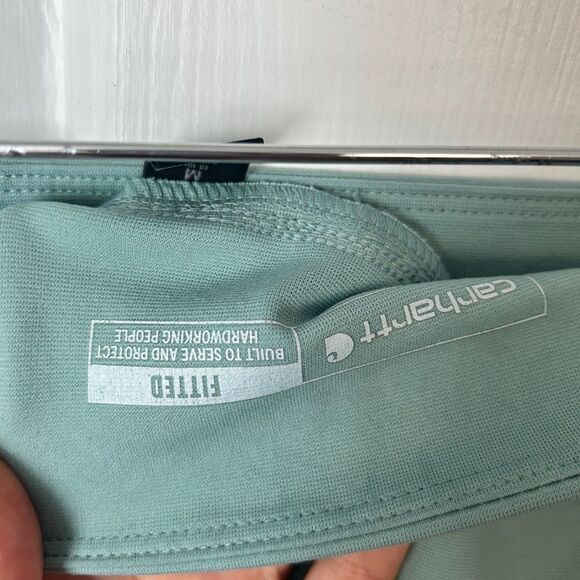 carhartt
FITTED
BUILT TO SERVE AND PROTECT
HARDWORKING PEOPLE
M